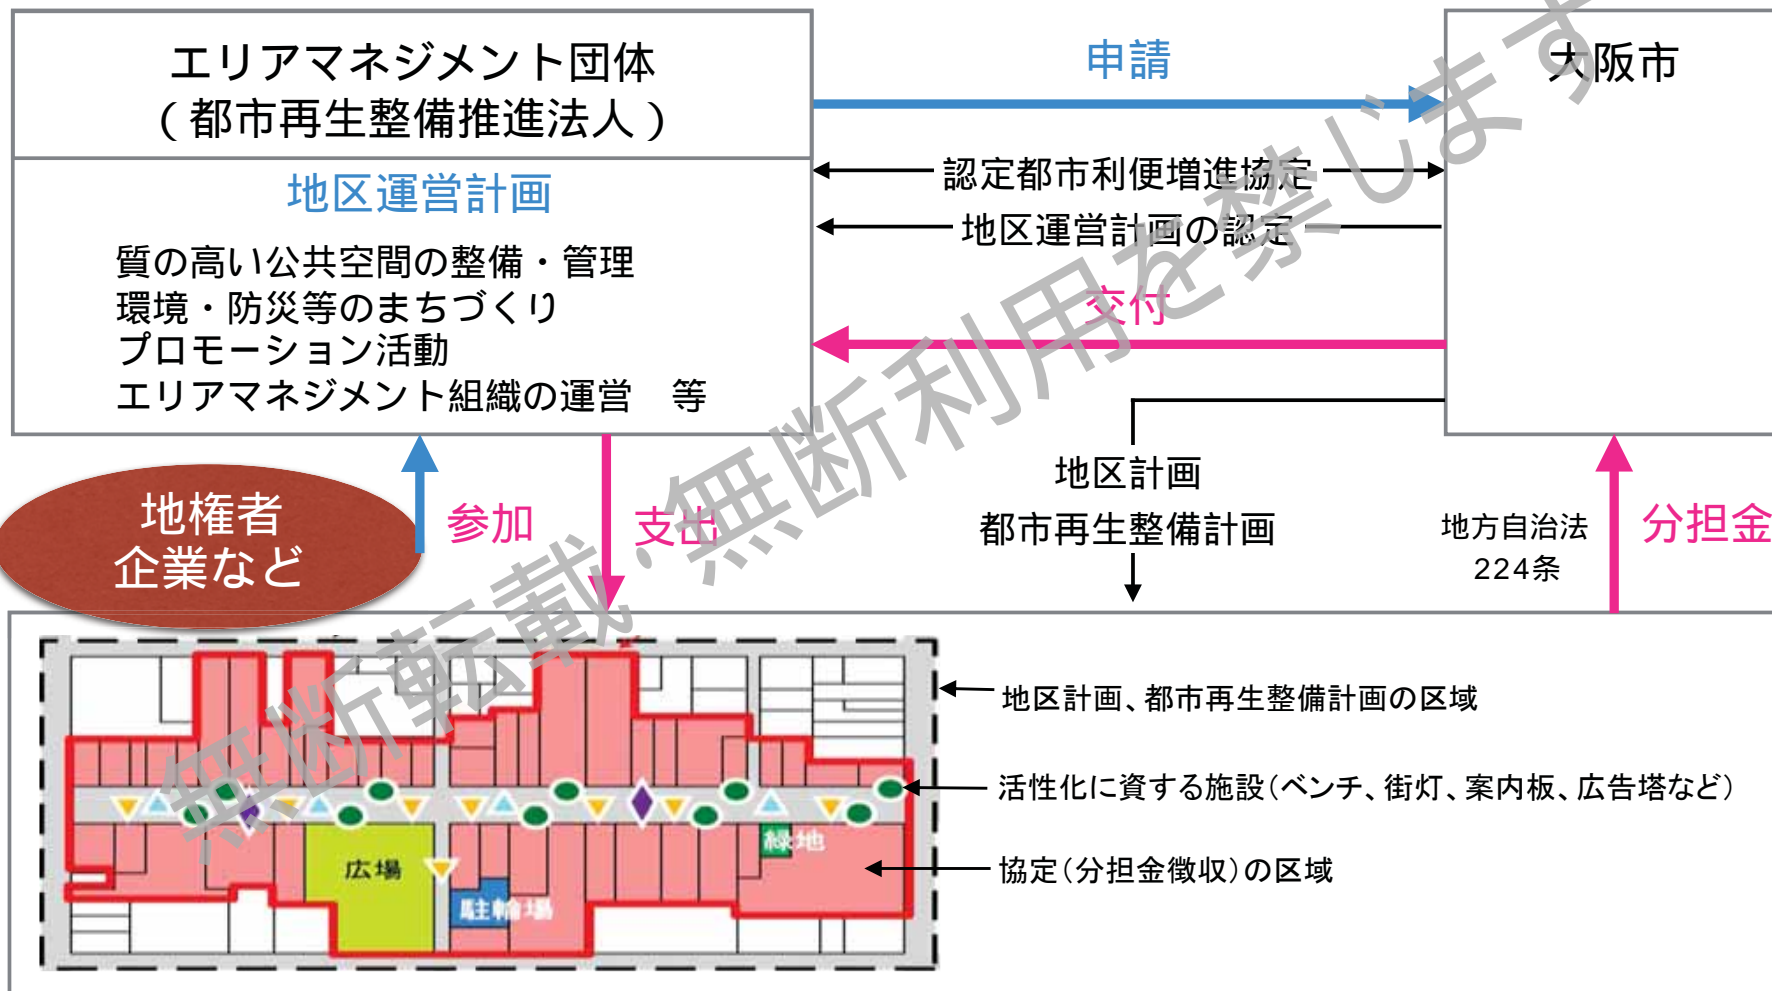 エリアマネジメント団体
(都市再生整備推進法人)
地区運営計画
質の高い公共空間の整備・管理
環境・防災等のまちづくり
プロモーション活動
エリアマネジメント組織の運営　等
申請
大阪市
認定都市利便増進協定
地区運営計画の認定
交付
地権者
企業など
参加
支出
地区計画
都市再生整備計画
地方自治法
224条
分担金
地区計画、都市再生整備計画の区域
活性化に資する施設(ベンチ、街灯、案内板、広告塔など)
協定(分担金徴収)の区域
広場
緑地
駐輪場
無断転載・無断利用を禁じます